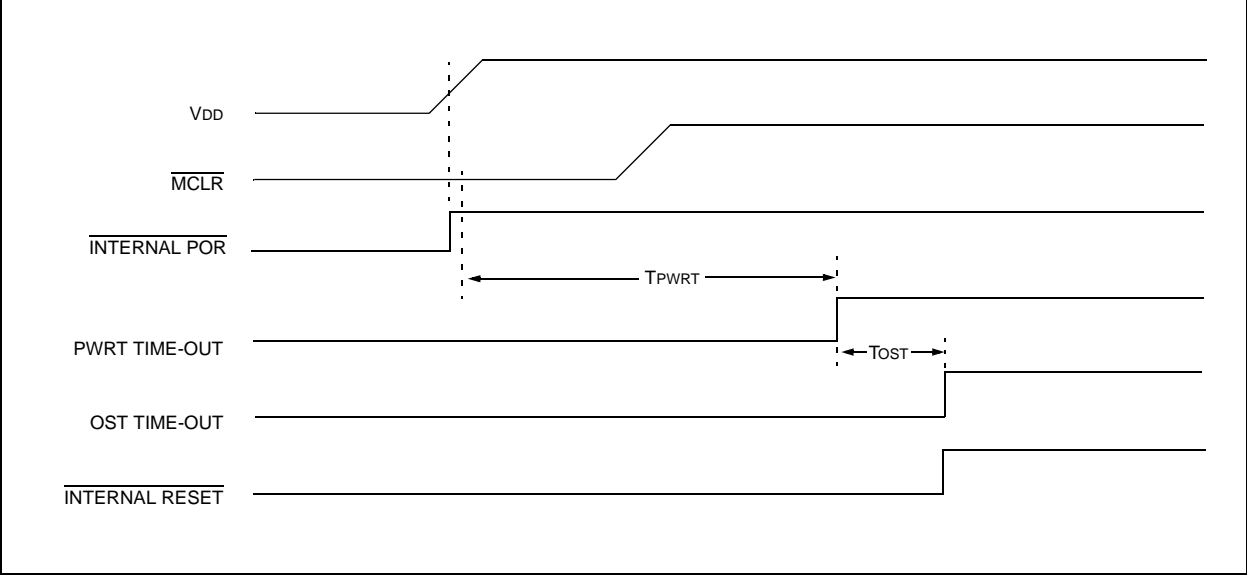 VDD
MCLR
INTERNAL POR
TPWRT
PWRT TIME-OUT
TOST
OST TIME-OUT
INTERNAL RESET